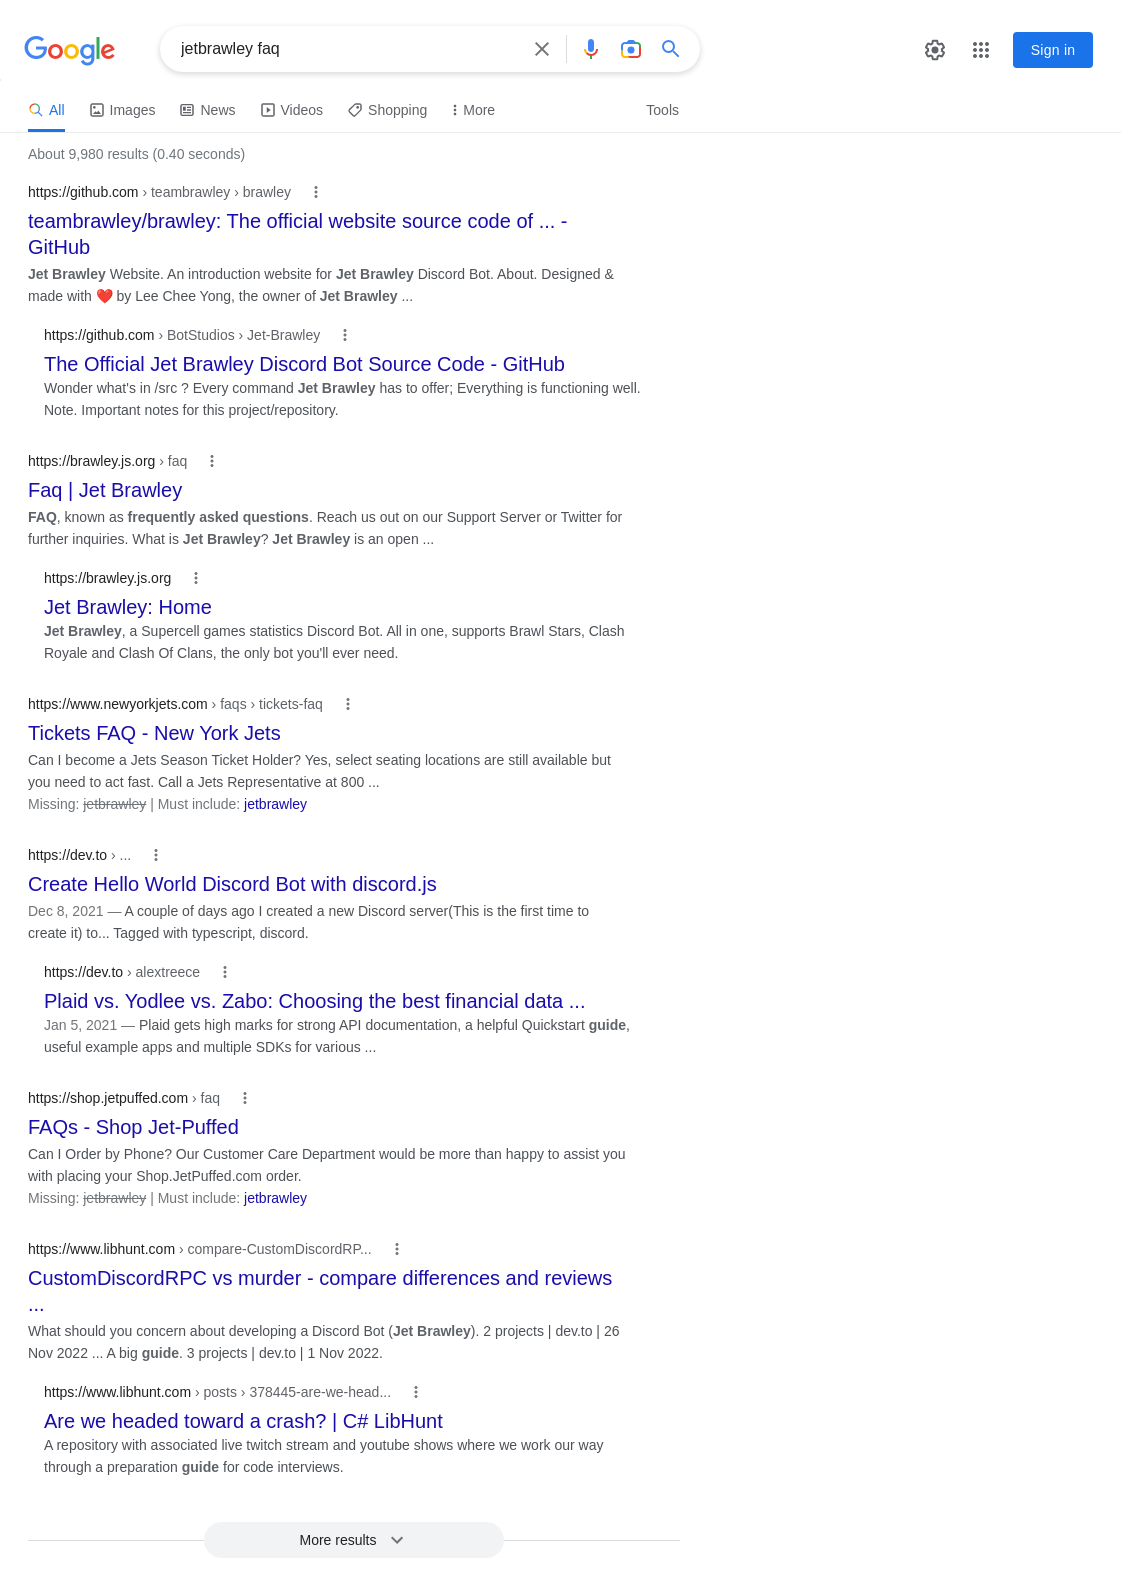 Google
jetbrawley faq
Sign in
All Images News Videos Shopping More Tools
About 9,980 results (0.40 seconds)
https://github.com › teambrawley › brawley
teambrawley/brawley: The official website source code of ... -
GitHub
Jet Brawley Website. An introduction website for Jet Brawley Discord Bot. About. Designed &
made with ❤️ by Lee Chee Yong, the owner of Jet Brawley ...
https://github.com › BotStudios › Jet-Brawley
The Official Jet Brawley Discord Bot Source Code - GitHub
Wonder what's in /src ? Every command Jet Brawley has to offer; Everything is functioning well.
Note. Important notes for this project/repository.
https://brawley.js.org › faq
Faq | Jet Brawley
FAQ, known as frequently asked questions. Reach us out on our Support Server or Twitter for
further inquiries. What is Jet Brawley? Jet Brawley is an open ...
https://brawley.js.org
Jet Brawley: Home
Jet Brawley, a Supercell games statistics Discord Bot. All in one, supports Brawl Stars, Clash
Royale and Clash Of Clans, the only bot you'll ever need.
https://www.newyorkjets.com › faqs › tickets-faq
Tickets FAQ - New York Jets
Can I become a Jets Season Ticket Holder? Yes, select seating locations are still available but
you need to act fast. Call a Jets Representative at 800 ...
Missing: jetbrawley | Must include: jetbrawley
https://dev.to › ...
Create Hello World Discord Bot with discord.js
Dec 8, 2021 — A couple of days ago I created a new Discord server(This is the first time to
create it) to... Tagged with typescript, discord.
https://dev.to › alextreece
Plaid vs. Yodlee vs. Zabo: Choosing the best financial data ...
Jan 5, 2021 — Plaid gets high marks for strong API documentation, a helpful Quickstart guide,
useful example apps and multiple SDKs for various ...
https://shop.jetpuffed.com › faq
FAQs - Shop Jet-Puffed
Can I Order by Phone? Our Customer Care Department would be more than happy to assist you
with placing your Shop.JetPuffed.com order.
Missing: jetbrawley | Must include: jetbrawley
https://www.libhunt.com › compare-CustomDiscordRP...
CustomDiscordRPC vs murder - compare differences and reviews
...
What should you concern about developing a Discord Bot (Jet Brawley). 2 projects | dev.to | 26
Nov 2022 ... A big guide. 3 projects | dev.to | 1 Nov 2022.
https://www.libhunt.com › posts › 378445-are-we-head...
Are we headed toward a crash? | C# LibHunt
A repository with associated live twitch stream and youtube shows where we work our way
through a preparation guide for code interviews.
More results